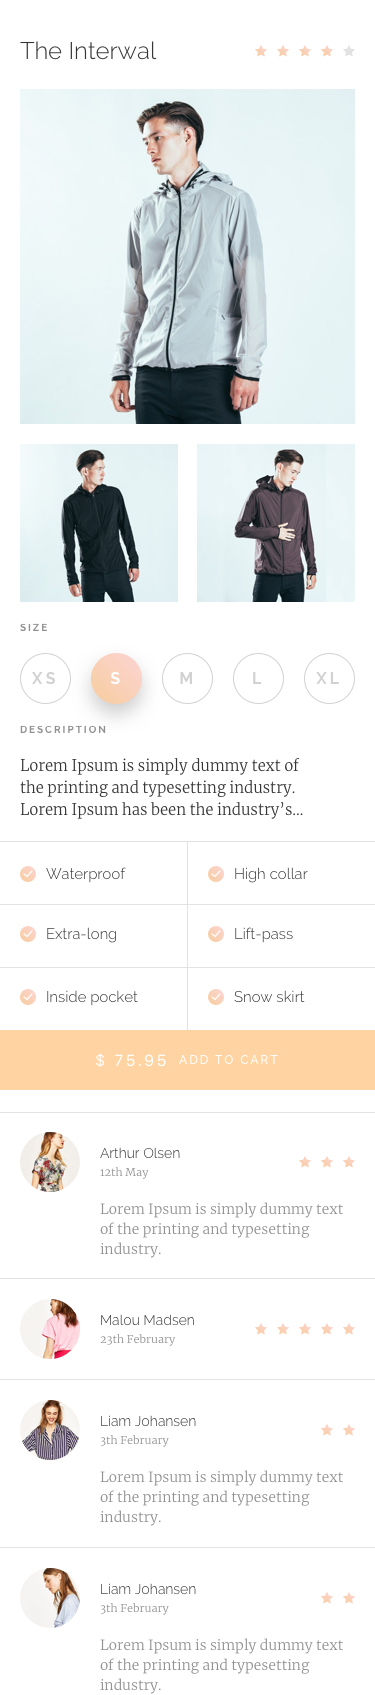 The Interwal
SIZE
XS
S
M
L
XL
DESCRIPTION
Lorem Ipsum is simply dummy text of
the printing and typesetting industry.
Lorem Ipsum has been the industry’s...
Waterproof
High collar
Extra-long
Lift-pass
Inside pocket
Snow skirt
$ 75.95 ADD TO CART
Arthur Olsen
12th May
Lorem Ipsum is simply dummy text
of the printing and typesetting
industry.
Malou Madsen
23th February
Liam Johansen
3th February
Lorem Ipsum is simply dummy text
of the printing and typesetting
industry.
Liam Johansen
3th February
Lorem Ipsum is simply dummy text
of the printing and typesetting
industry.